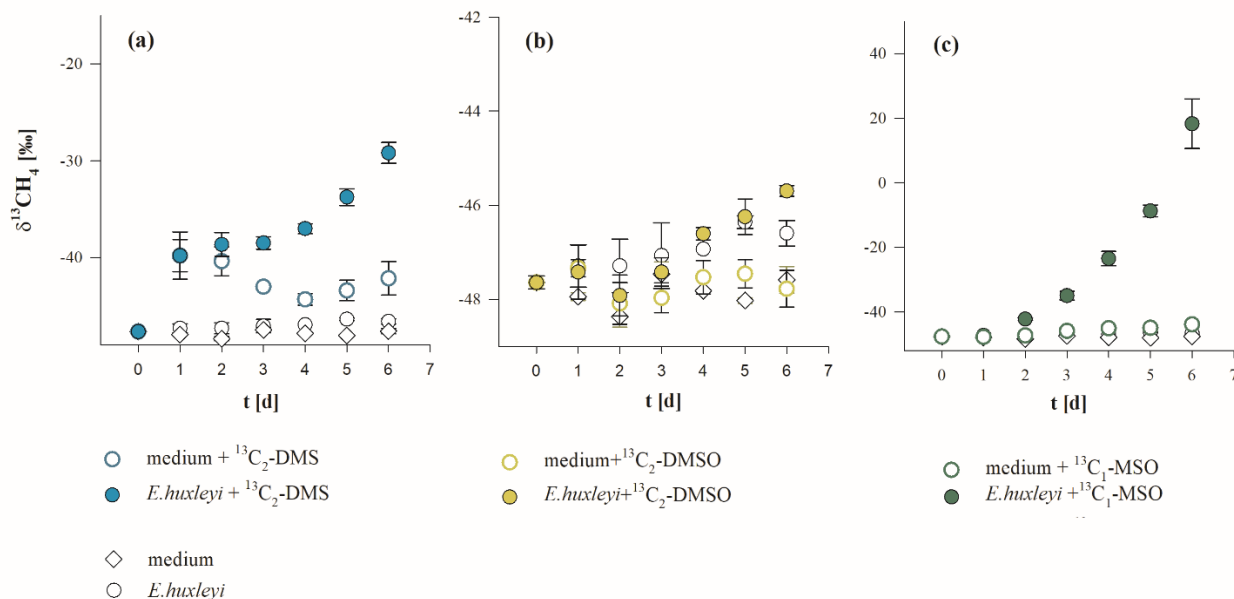 (a)
(b)
(c)
δ¹³CH₄ [‰]
-20
-30
-40
0 1 2 3 4 5 6 7
t [d]
-42
-44
-46
-48
0 1 2 3 4 5 6 7
t [d]
40
20
0
-20
-40
0 1 2 3 4 5 6 7
t [d]
medium + ¹³C₂-DMS
E.huxleyi + ¹³C₂-DMS
medium
E.huxleyi
medium+¹³C₂-DMSO
E.huxleyi+¹³C₂-DMSO
medium + ¹³C₁-MSO
E.huxleyi +¹³C₁-MSO